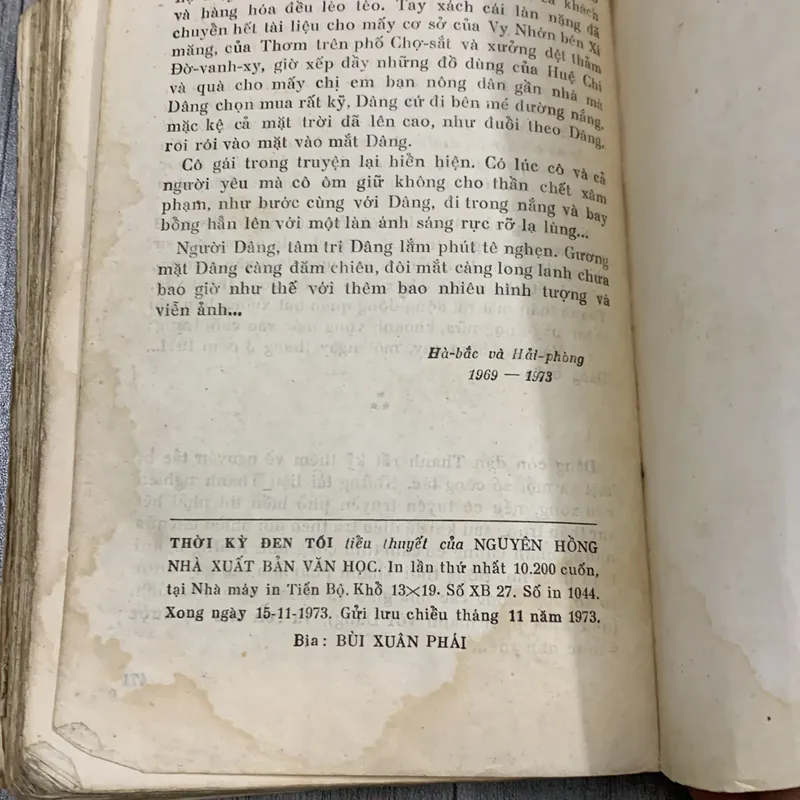 khách
và hàng hóa đều lèo tèo. Tay xách cái làn nặng đã
chuyền hết tài liệu cho mấy cơ sở của Vỵ Nhớn bên Xi
măng, của Thơm trên phố Chợ-sắt và xưởng dệt thảm
Đờ-vanh-xy, giờ xếp đầy những đồ dùng của Huệ Chi
và quà cho mấy chị em bạn nông dân gần nhà mà
Dâng chọn mua rất kỹ, Dâng cứ đi bên mé đường nắng,
mặc kệ cả mặt trời đã lên cao, như đuổi theo Dâng,
rọi rói vào mặt vào mắt Dâng.
Cô gái trong truyện lại hiển hiện. Có lúc cô và cả
người yêu mà cô ôm giữ không cho thần chết xâm
phạm, như bước cùng với Dâng, đi trong nắng và bay
bổng hẳn lên với một làn ánh sáng rực rỡ lạ lùng...
Người Dâng, tâm trí Dâng lắm phút tê nghẹn. Gương
mặt Dâng càng đăm chiêu, đôi mắt càng long lanh chưa
bao giờ như thế với thêm bao nhiêu hình tượng và
viễn ảnh...
Hà-bắc và Hải-phòng
1969 — 1973
THỜI KỲ ĐEN TỐI tiểu thuyết của NGUYÊN HỒNG
NHÀ XUẤT BẢN VĂN HỌC. In lần thứ nhất 10.200 cuốn,
tại Nhà máy in Tiến Bộ. Khổ 13×19. Số XB 27. Số in 1044.
Xong ngày 15-11-1973. Gửi lưu chiểu tháng 11 năm 1973.
Bìa: BÙI XUÂN PHÁI